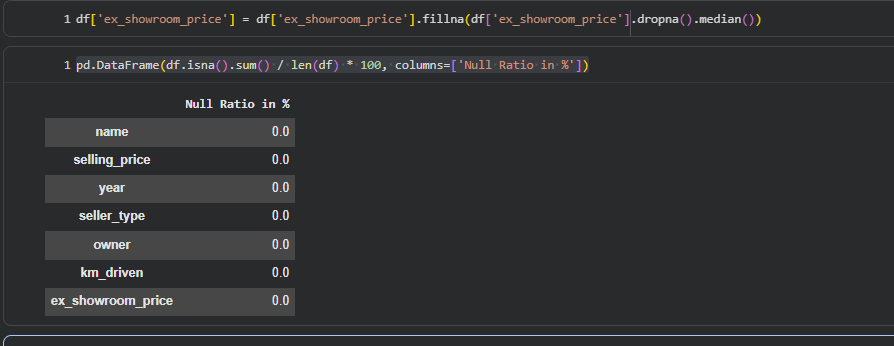 1 df['ex_showroom_price'] = df['ex_showroom_price'].fillna(df['ex_showroom_price'].dropna().median())
1 pd.DataFrame(df.isna().sum() / len(df) * 100, columns=['Null Ratio in %'])
Null Ratio in %
name 0.0
selling_price 0.0
year 0.0
seller_type 0.0
owner 0.0
km_driven 0.0
ex_showroom_price 0.0